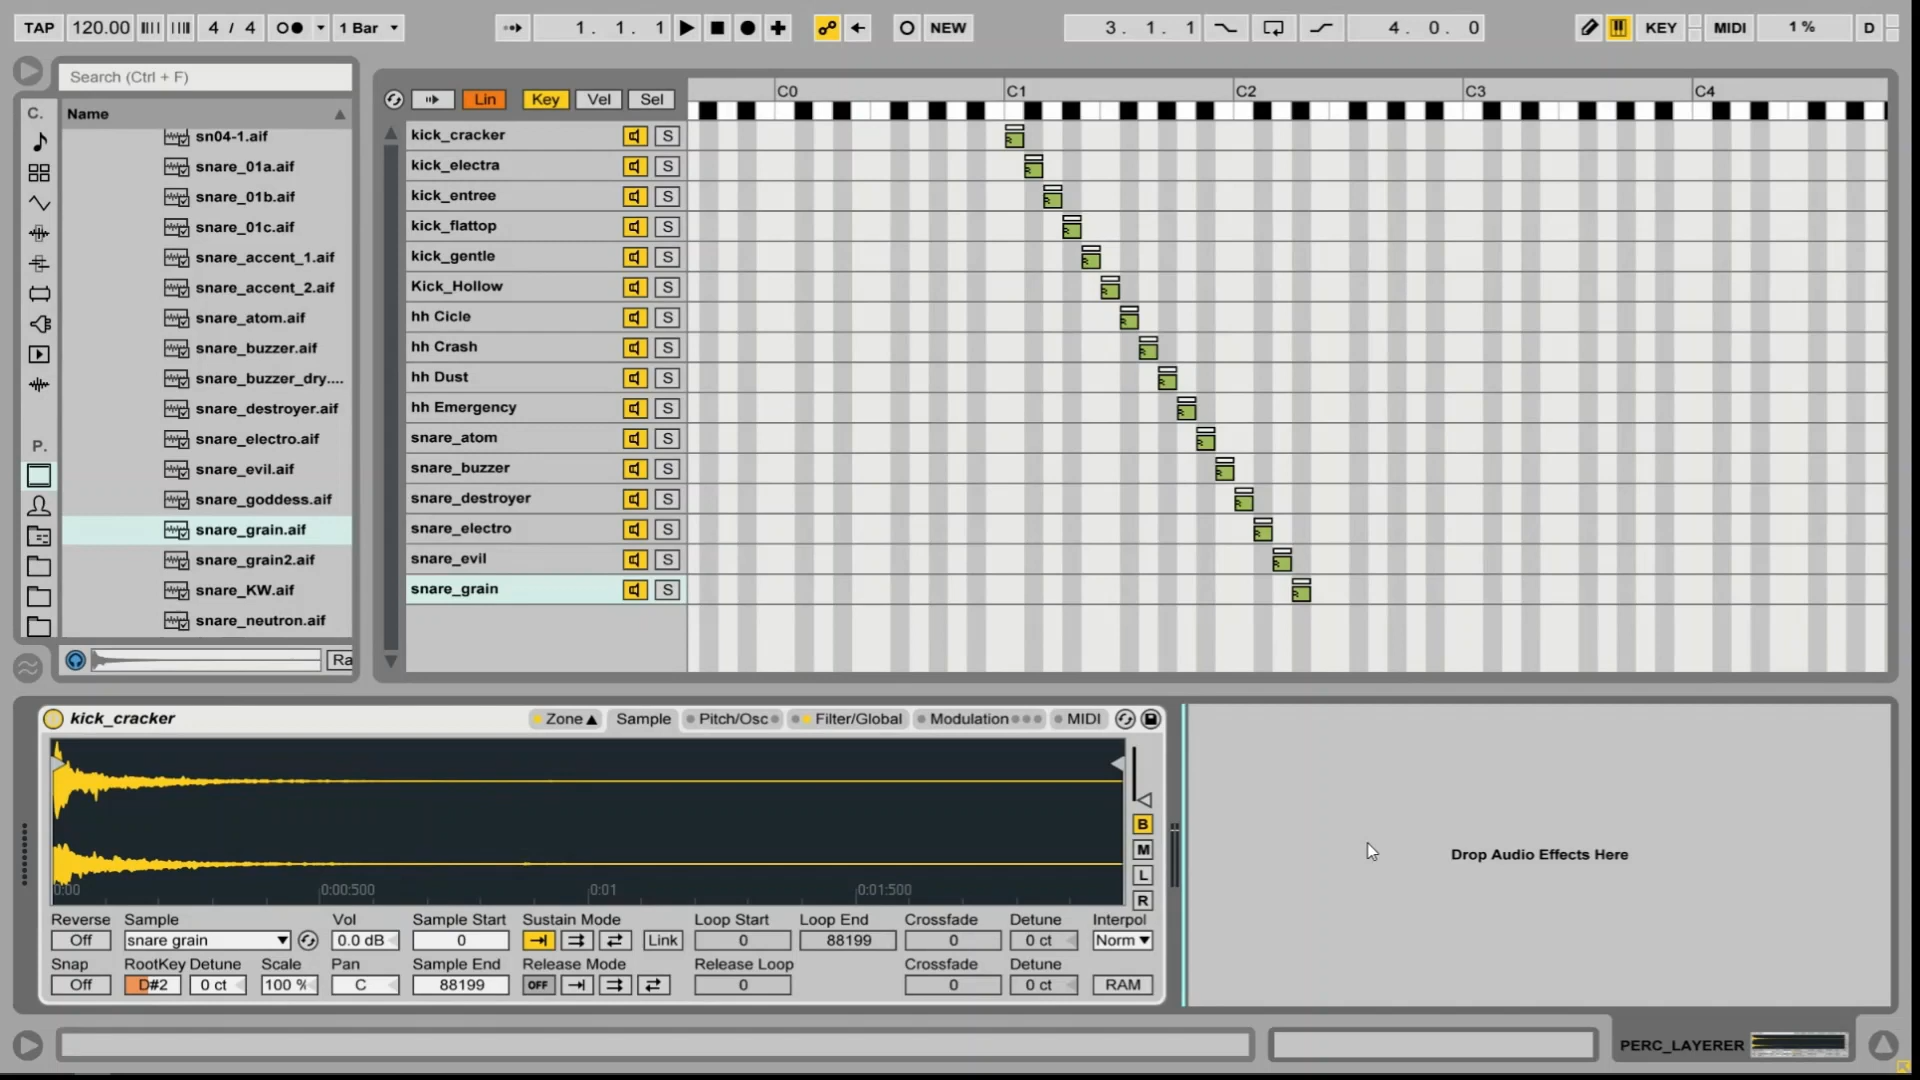 TAP 120.00 4 / 4 1 Bar 1. 1. 1 NEW 3. 1. 1 4. 0. 0 KEY MIDI 1 % D
Search (Ctrl + F)
C.
Name
sn04-1.aif
snare_01a.aif
snare_01b.aif
snare_01c.aif
snare_accent_1.aif
snare_accent_2.aif
snare_atom.aif
snare_buzzer.aif
snare_buzzer_dry....
snare_destroyer.aif
snare_electro.aif
P.
snare_evil.aif
snare_goddess.aif
snare_grain.aif
snare_grain2.aif
snare_KW.aif
snare_neutron.aif
Ra
Lin Key Vel Sel
C0 C1 C2 C3 C4
kick_cracker S
kick_electra S
kick_entree S
kick_flattop S
kick_gentle S
Kick_Hollow S
hh Cicle S
hh Crash S
hh Dust S
hh Emergency S
snare_atom S
snare_buzzer S
snare_destroyer S
snare_electro S
snare_evil S
snare_grain S
kick_cracker Zone Sample Pitch/Osc Filter/Global Modulation MIDI
B
M
L
R
0:00 0:00:500 0:01 0:01:500
Reverse Sample Vol Sample Start Sustain Mode Loop Start Loop End Crossfade Detune Interpol
Off snare grain 0.0 dB 0 Link 0 88199 0 0 ct Norm
Snap RootKey Detune Scale Pan Sample End Release Mode Release Loop Crossfade Detune
Off D#2 0 ct 100 % C 88199 OFF 0 0 0 ct RAM
Drop Audio Effects Here
PERC_LAYERER